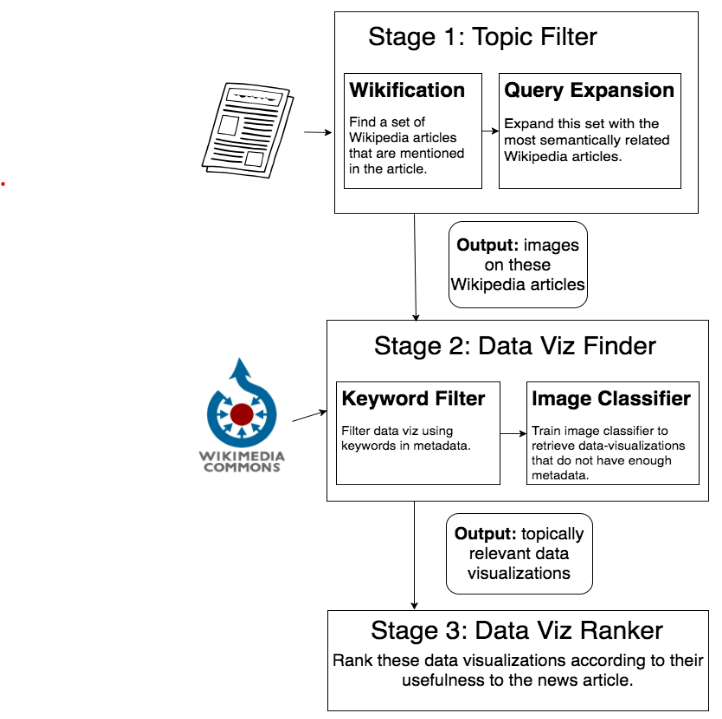 Stage 1: Topic Filter
Wikification
Find a set of
Wikipedia articles
that are mentioned
in the article.
Query Expansion
Expand this set with the
most semantically related
Wikipedia articles.
Output: images
on these
Wikipedia articles
Stage 2: Data Viz Finder
WIKIMEDIA
COMMONS
Keyword Filter
Filter data viz using
keywords in metadata.
Image Classifier
Train image classifier to
retrieve data-visualizations
that do not have enough
metadata.
Output: topically
relevant data
visualizations
Stage 3: Data Viz Ranker
Rank these data visualizations according to their
usefulness to the news article.